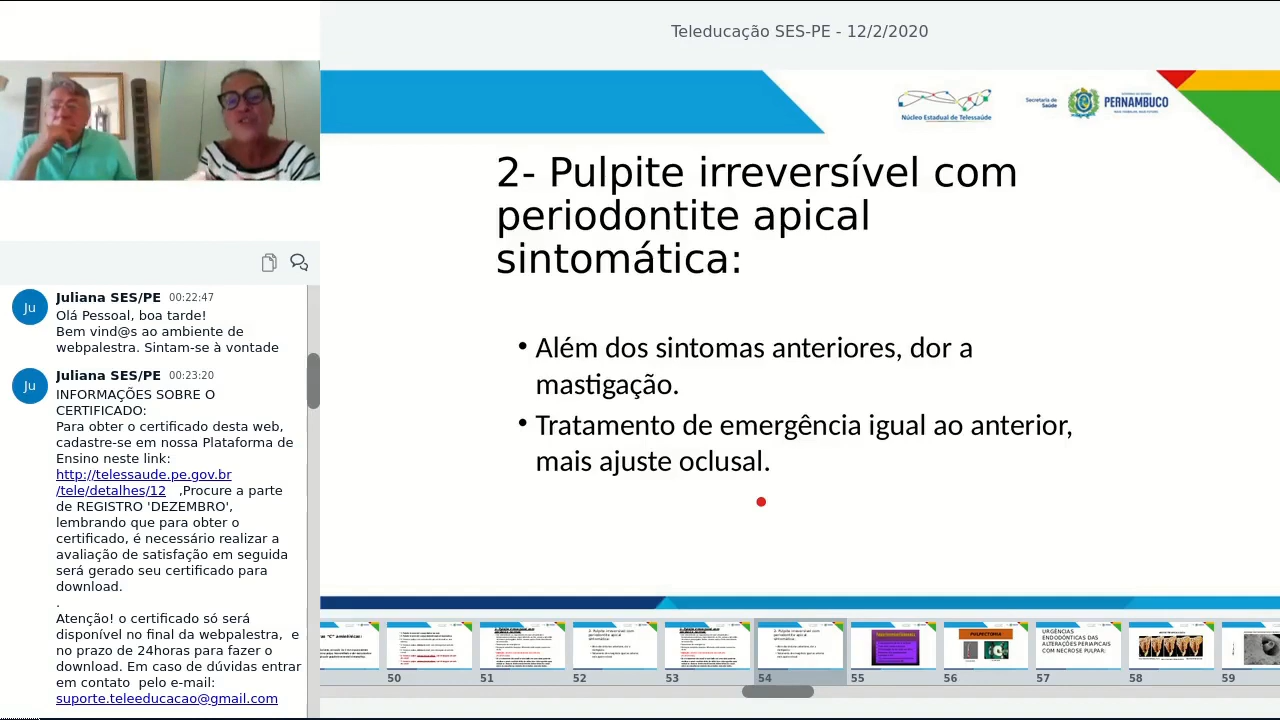 Teleducação SES-PE - 12/2/2020
Núcleo Estadual de Telessaúde
Secretaria de
Saúde
PERNAMBUCO
2- Pulpite irreversível com
periodontite apical
sintomática:
• Além dos sintomas anteriores, dor a
mastigação.
• Tratamento de emergência igual ao anterior,
mais ajuste oclusal.
Ju
Juliana SES/PE 00:22:47
Olá Pessoal, boa tarde!
Bem vind@s ao ambiente de
webpalestra. Sintam-se à vontade
Ju
Juliana SES/PE 00:23:20
INFORMAÇÕES SOBRE O
CERTIFICADO:
Para obter o certificado desta web,
cadastre-se em nossa Plataforma de
Ensino neste link:
http://telessaude.pe.gov.br
/tele/detalhes/12 ,Procure a parte
de REGISTRO 'DEZEMBRO',
lembrando que para obter o
certificado, é necessário realizar a
avaliação de satisfação em seguida
será gerado seu certificado para
download.
.
Atenção! o certificado só será
disponível no final da webpalestra, e
no prazo de 2 horas para fazer o
download. Em caso de dúvidas entrar
em contato pelo e-mail:
suporte.teleeducacao@gmail.com
PULPECTOMIA
URGÊNCIAS
ENDODÔNTICAS DAS
ALTERAÇÕES PERIAPICAIS
COM NECROSE PULPAR:
50
51
52
53
54
55
56
57
58
59